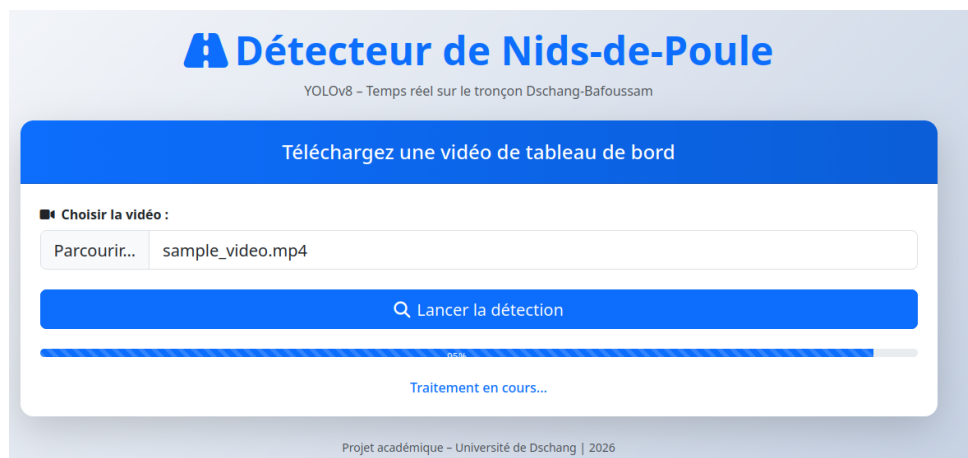 Détecteur de Nids-de-Poule
YOLOv8 – Temps réel sur le tronçon Dschang-Bafoussam
Téléchargez une vidéo de tableau de bord
Choisir la vidéo :
Parcourir... sample_video.mp4
Lancer la détection
95%
Traitement en cours...
Projet académique – Université de Dschang | 2026